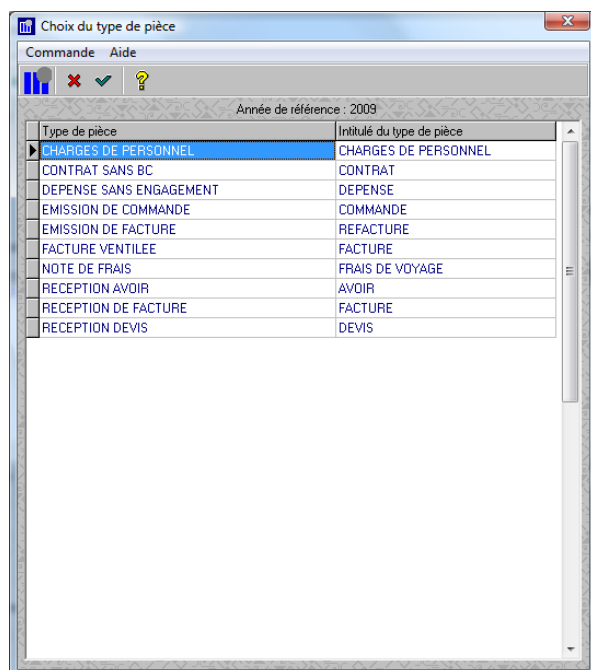 Choix du type de pièce
Commande Aide
Année de référence : 2009
Type de pièce Intitulé du type de pièce
CHARGES DE PERSONNEL CHARGES DE PERSONNEL
CONTRAT SANS BC CONTRAT
DEPENSE SANS ENGAGEMENT DEPENSE
EMISSION DE COMMANDE COMMANDE
EMISSION DE FACTURE REFACTURE
FACTURE VENTILEE FACTURE
NOTE DE FRAIS FRAIS DE VOYAGE
RECEPTION AVOIR AVOIR
RECEPTION DE FACTURE FACTURE
RECEPTION DEVIS DEVIS